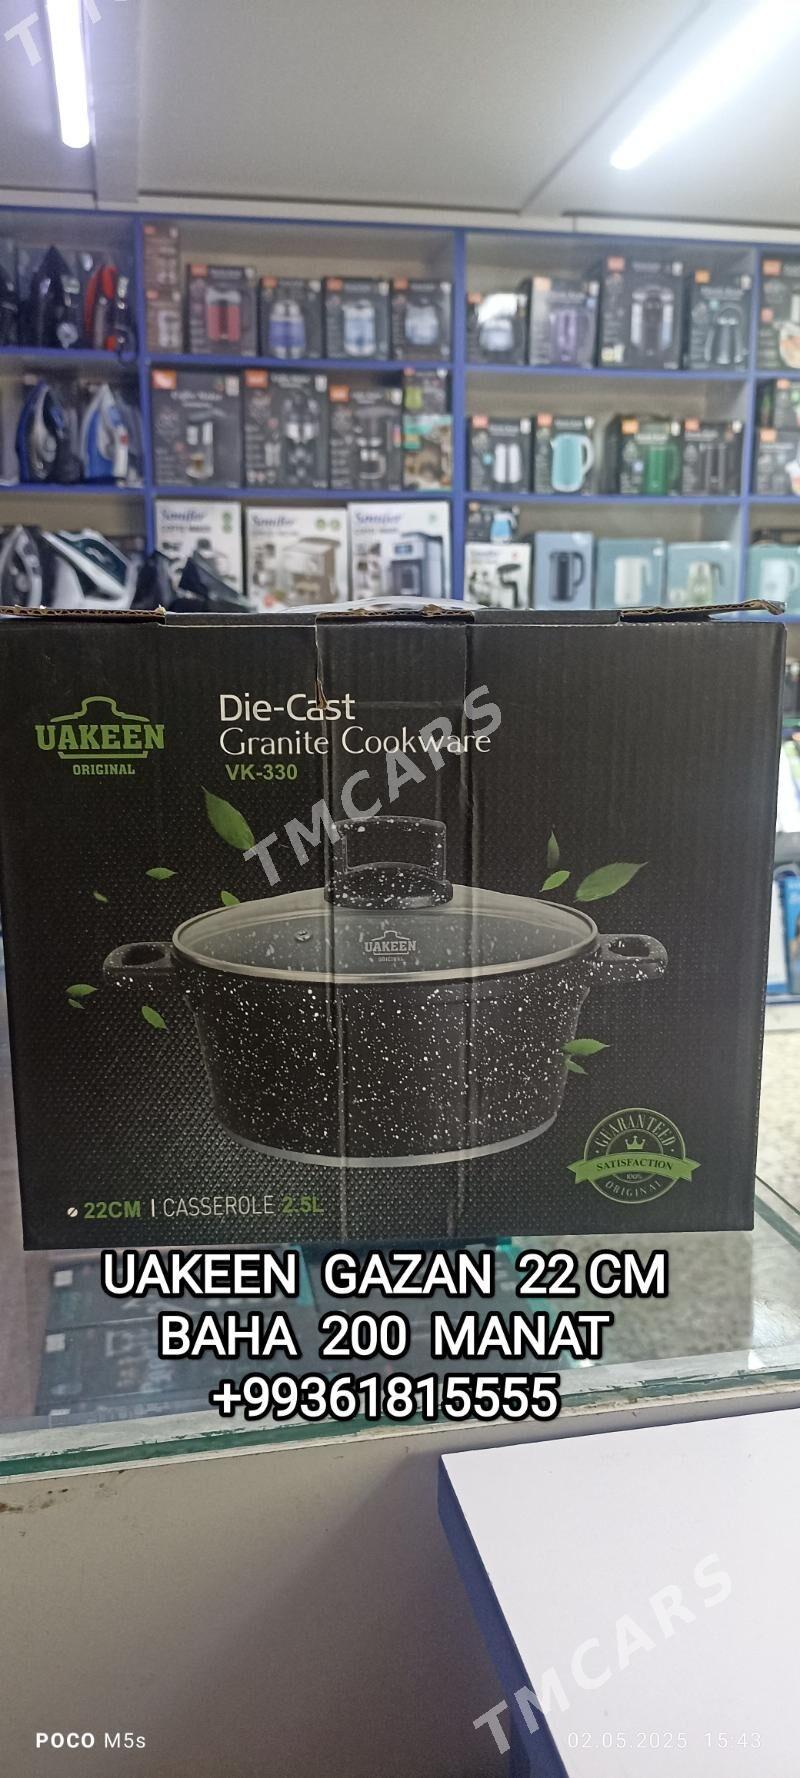 TMCARS
UAKEEN
ORIGINAL
Die-Cast
Granite Cookware
VK-330
UAKEEN
ORIGINAL
GUARANTEED
SATISFACTION
100%
ORIGINAL
22CM | CASSEROLE 2.5L
UAKEEN GAZAN 22 CM
BAHA 200 MANAT
+99361815555
TMCARS
POCO M5s
02.05.2025 15:43